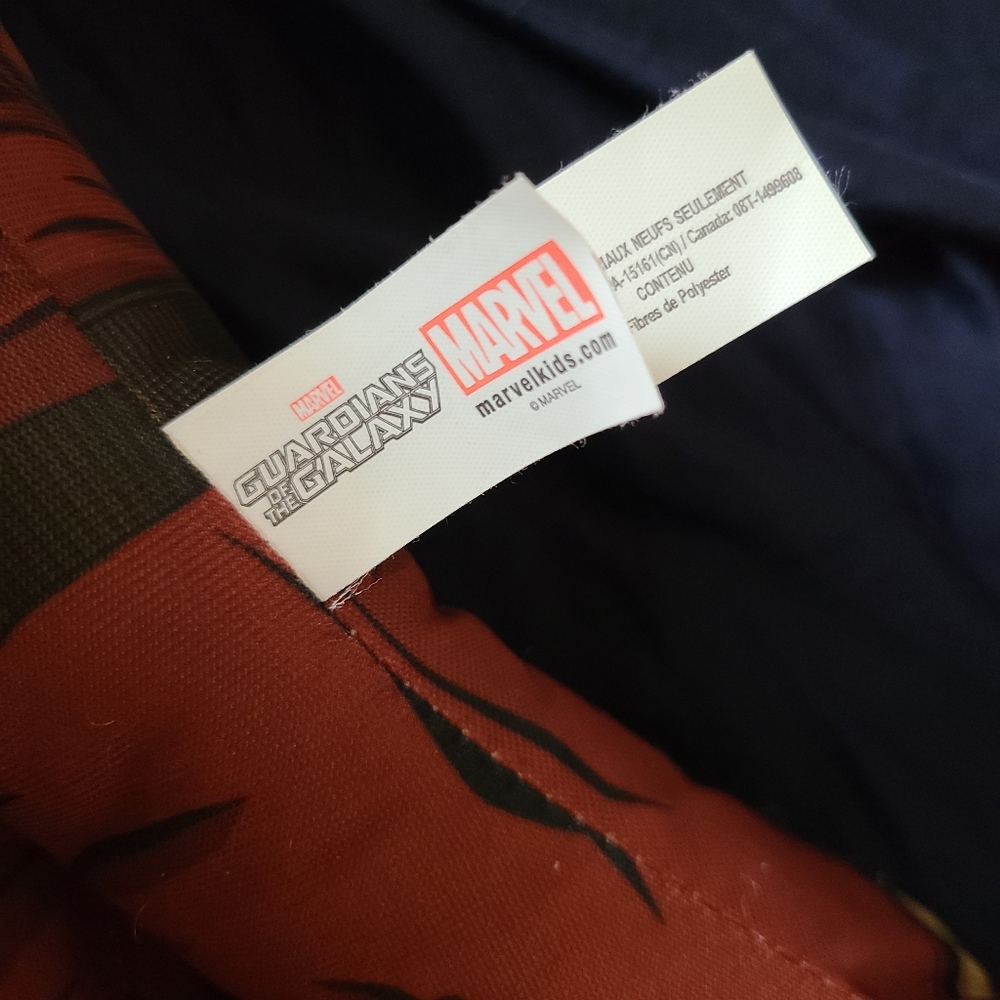 MARVEL
GUARDIANS
OF
THE GALAXY
MARVEL
marvelkids.com
© MARVEL
NEUFS SEULEMENT
A-15161(CN) / Canada: 08T-1499608
CONTENU
Fibres de Polyester